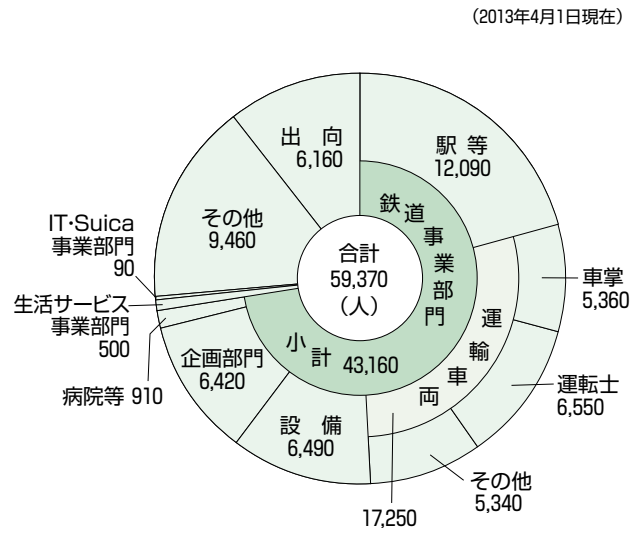 (2013年4月1日現在)
駅 等
12,090
車掌
5,360
運転士
6,550
その他
5,340
17,250
運輸車両
設 備
6,490
企画部門
6,420
病院等 910
生活サービス
事業部門
500
IT·Suica
事業部門
90
その他
9,460
出 向
6,160
鉄道事業部門
小計 43,160
合計
59,370
(人)